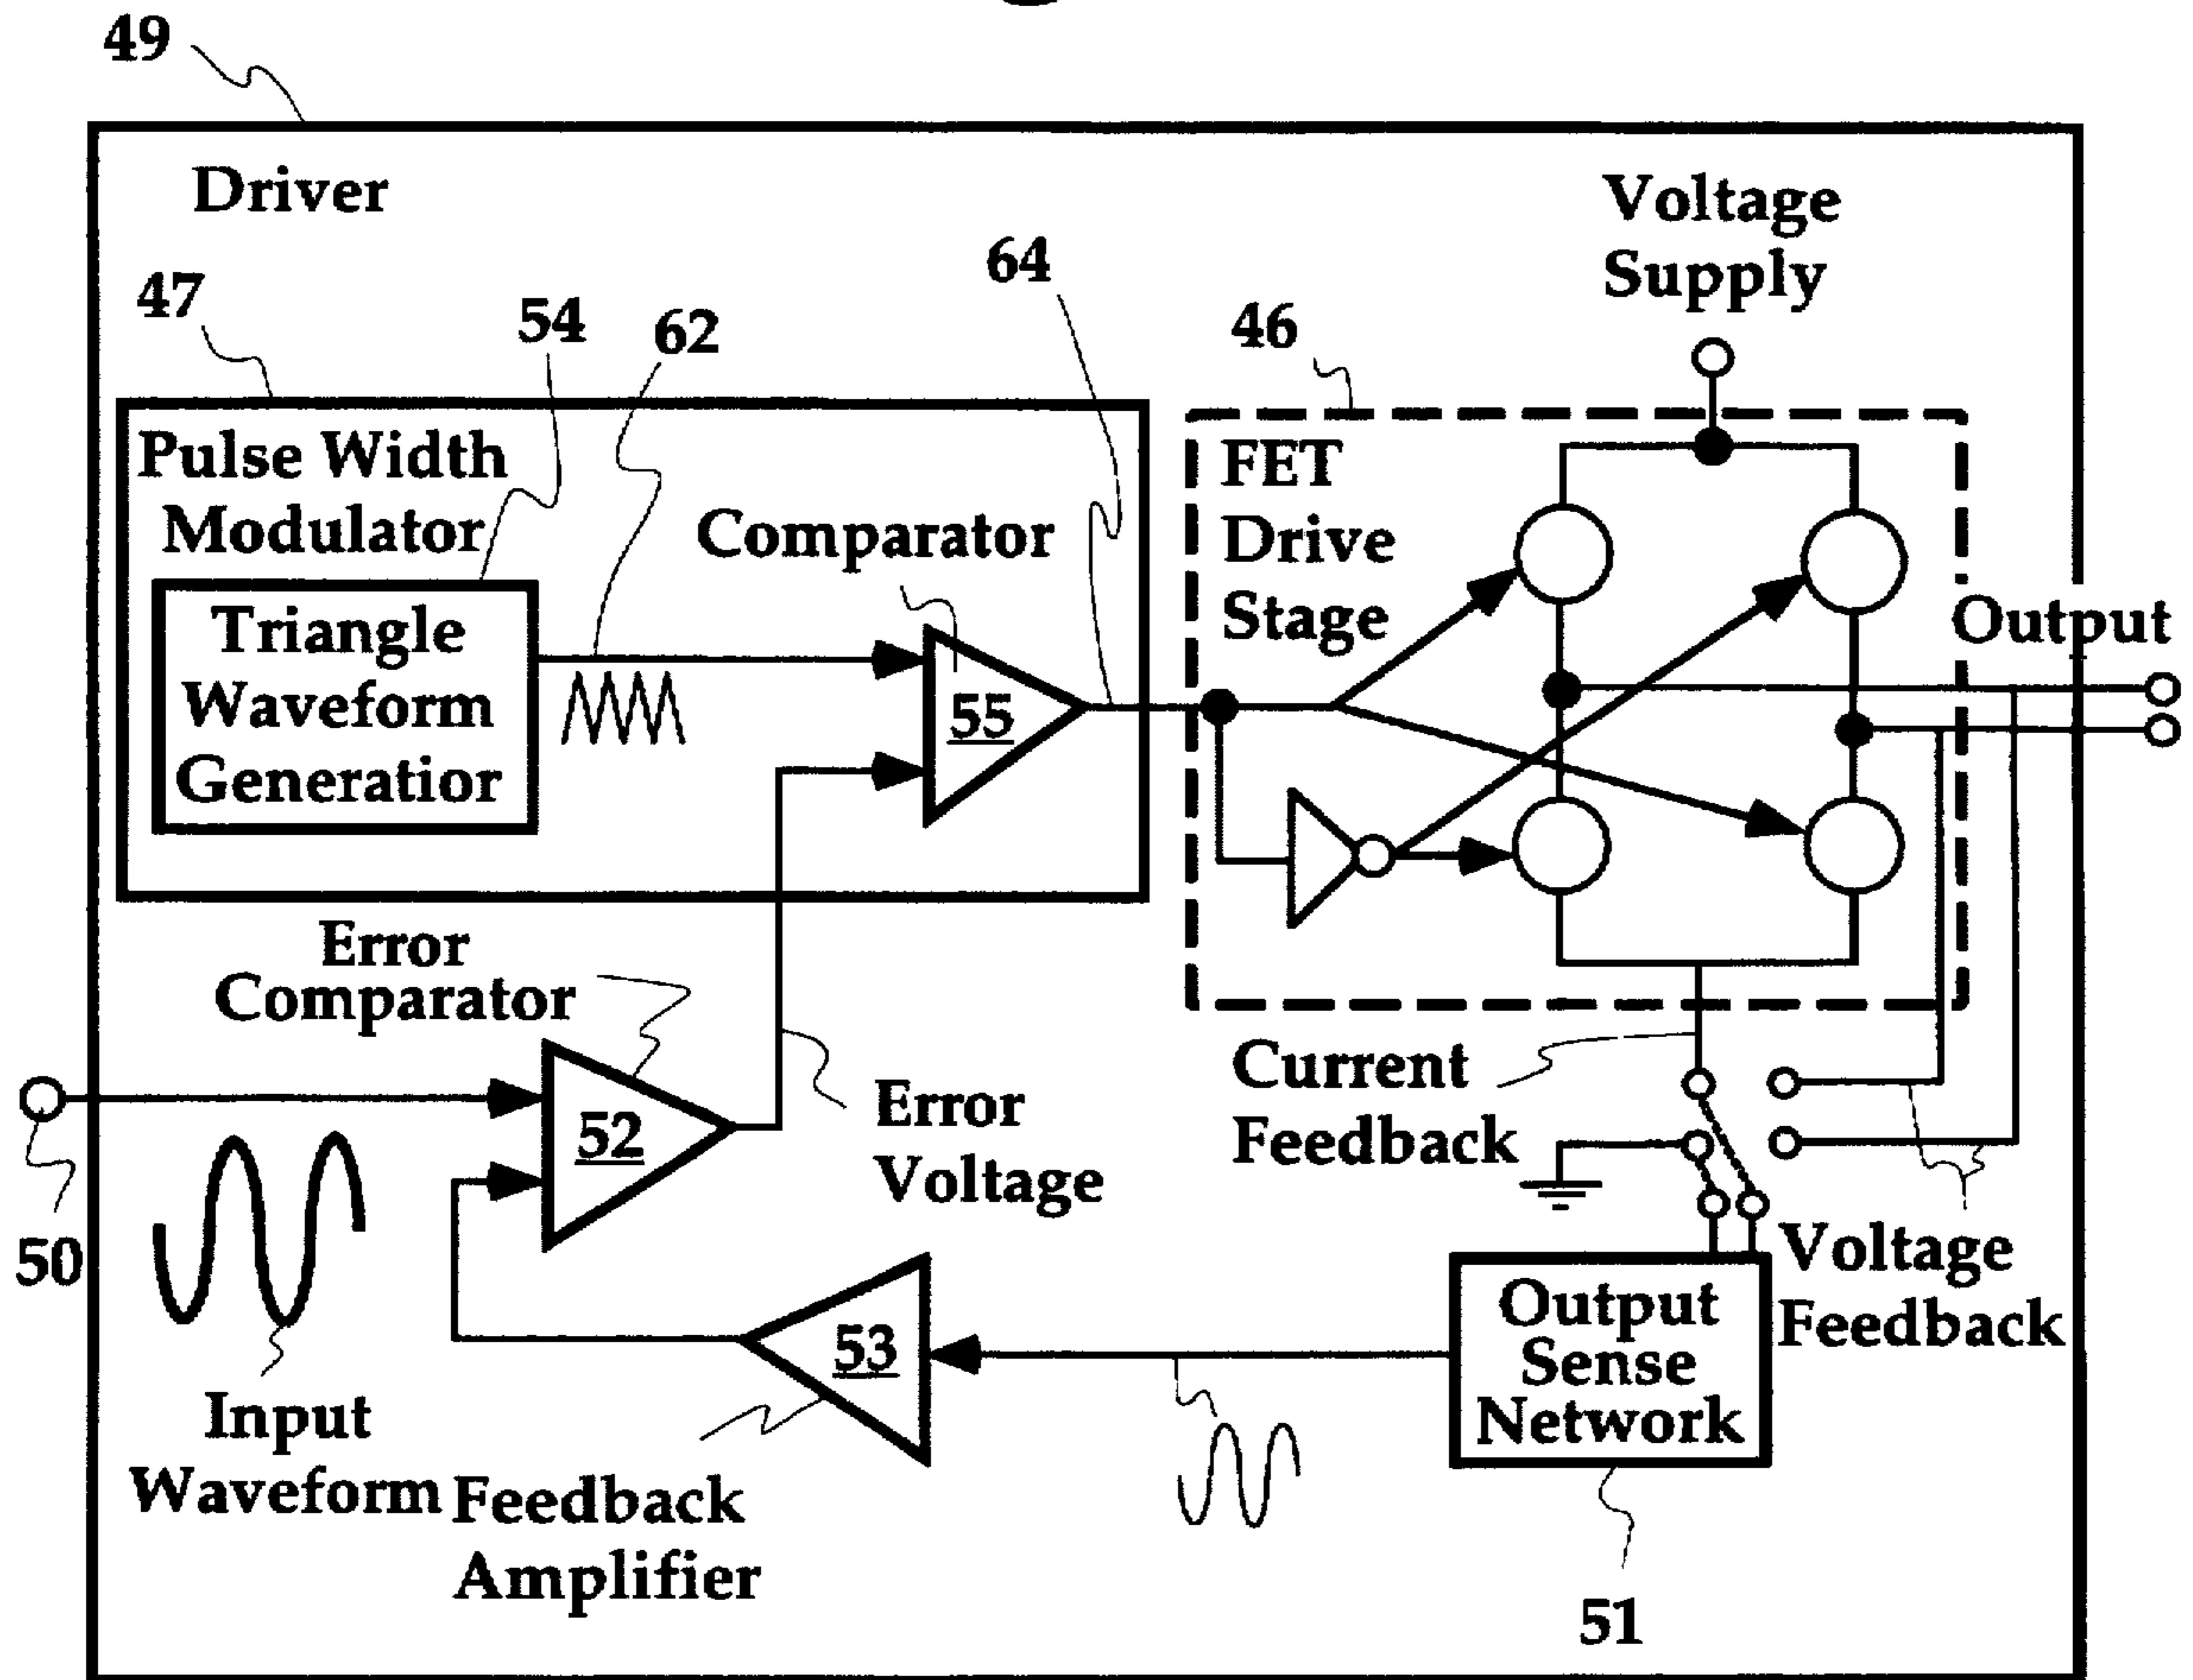 49
Driver
Voltage
Supply
47
54
62
64
46
Pulse Width
Modulator
Comparator
FET
Drive
Stage
Triangle
Waveform
Generatior
55
Output
Error
Comparator
52
Error
Voltage
Current
Feedback
50
Input
Waveform
Feedback
Amplifier
53
Output
Sense
Network
Voltage
Feedback
51